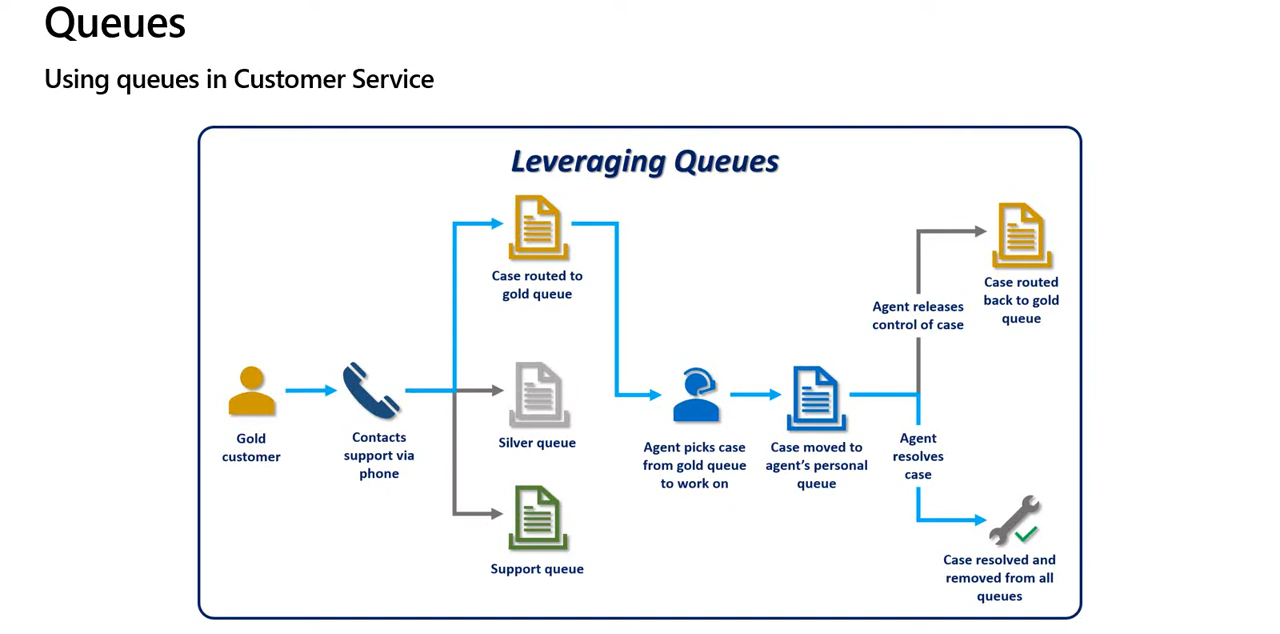 Queues
Using queues in Customer Service
Leveraging Queues
Case routed to
gold queue
Case routed
back to gold
queue
Agent releases
control of case
Gold
customer
Contacts
support via
phone
Silver queue
Agent picks case
from gold queue
to work on
Case moved to
agent's personal
queue
Agent
resolves
case
Support queue
Case resolved and
removed from all
queues